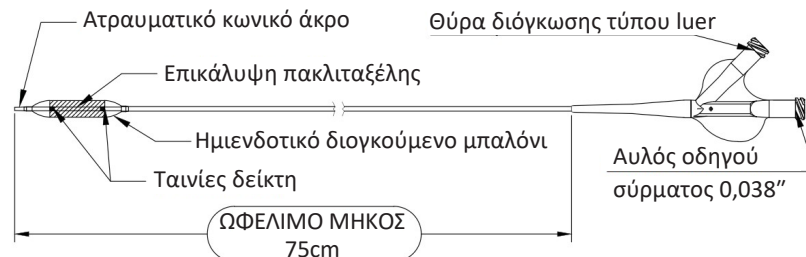 Ατραυματικό κωνικό άκρο
Θύρα διόγκωσης τύπου luer
Επικάλυψη πακλιταξέλης
Ημιενδοτικό διογκούμενο μπαλόνι
Ταινίες δείκτη
Αυλός οδηγού
σύρματος 0,038″
ΩΦΕΛΙΜΟ ΜΗΚΟΣ
75cm